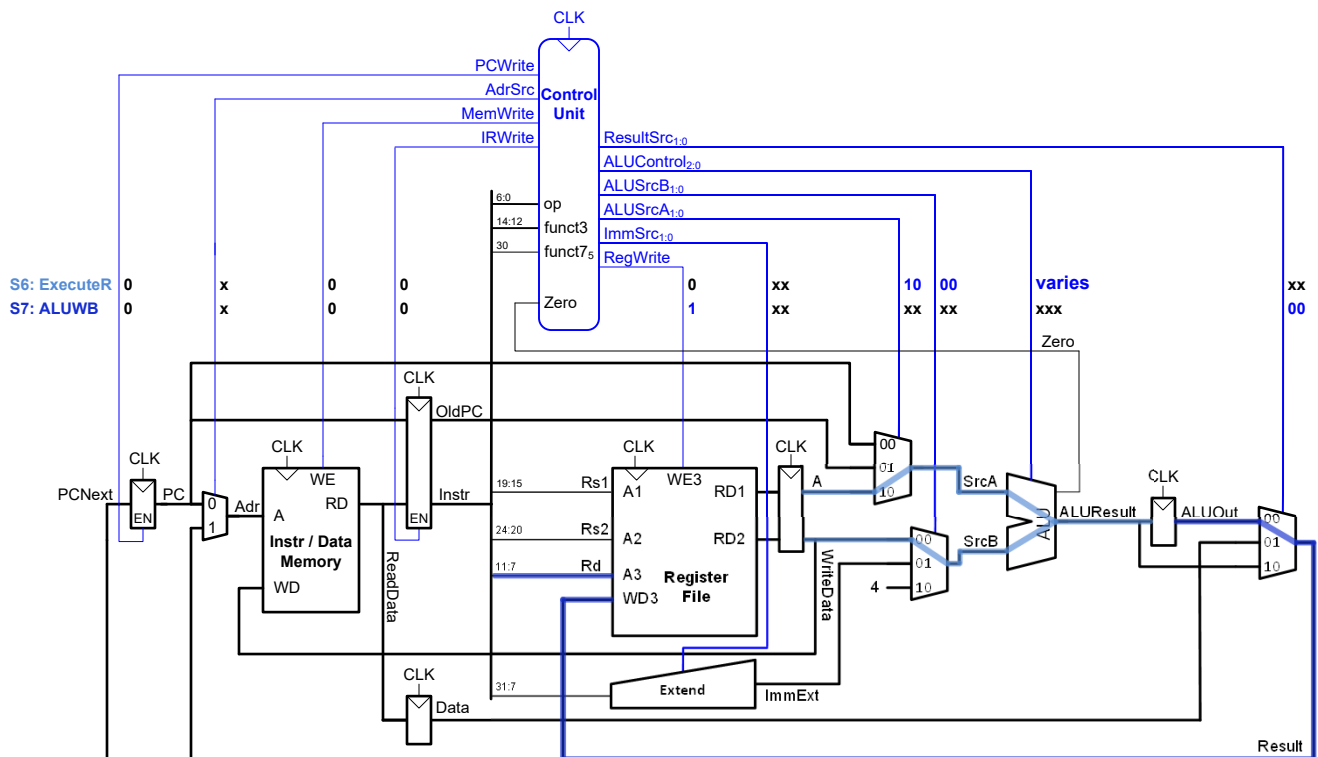 CLK
PCWrite
AdrSrc
MemWrite
IRWrite
Control
Unit
ResultSrc1:0
ALUControl2:0
ALUSrcB1:0
ALUSrcA1:0
ImmSrc1:0
RegWrite
6:0 op
14:12 funct3
30 funct75
Zero
S6: ExecuteR 0 x 0 0 0 xx 10 00 varies xx
S7: ALUWB 0 x 0 0 1 xx xx xx xxx 00
Zero
CLK
OldPC
CLK
CLK
CLK
CLK
CLK
PCNext
EN
PC
0
1
Adr
WE
RD
A
Instr / Data
Memory
WD
ReadData
EN
Instr
19:15 Rs1
24:20 Rs2
11:7 Rd
A1
A2
A3
WD3
WE3
RD1
RD2
Register
File
A
WriteData
00
01
10
SrcA
00
01
10
4
SrcB
ALU
ALUResult
ALUOut
00
01
10
31:7
Extend
ImmExt
CLK
Data
Result